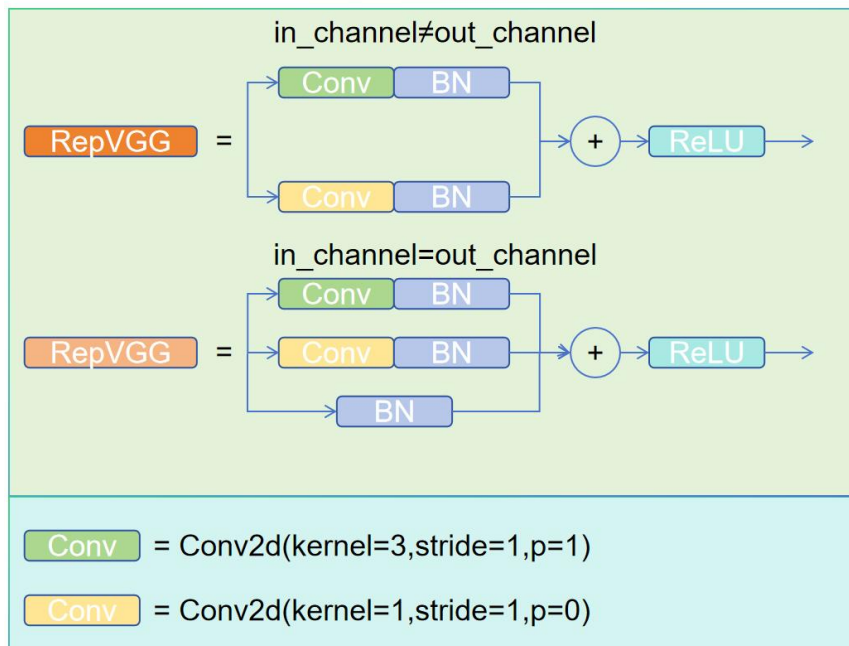 in_channel≠out_channel
Conv BN
RepVGG = + ReLU
Conv BN
in_channel=out_channel
Conv BN
RepVGG = Conv BN + ReLU
BN
Conv = Conv2d(kernel=3,stride=1,p=1)
Conv = Conv2d(kernel=1,stride=1,p=0)